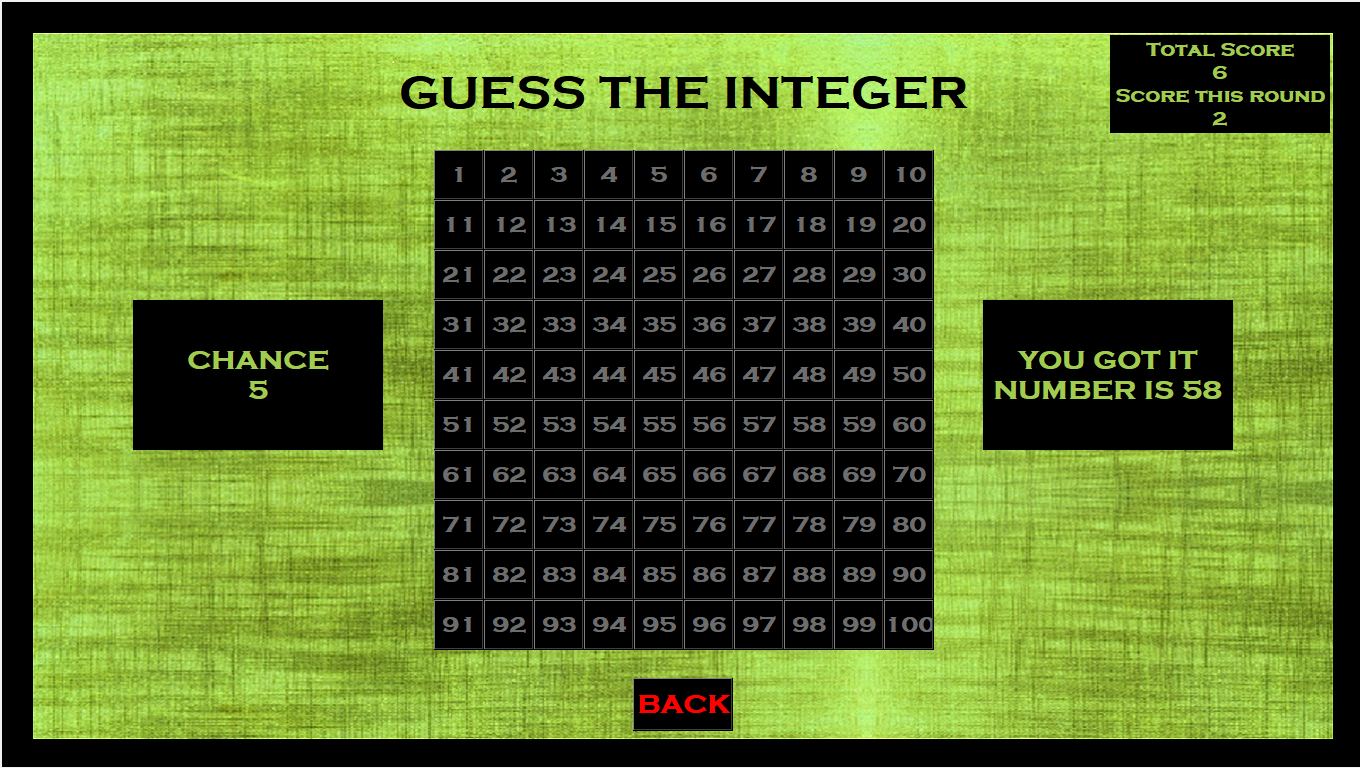 Total Score
6
Score this round
2
GUESS THE INTEGER
1 2 3 4 5 6 7 8 9 10
11 12 13 14 15 16 17 18 19 20
21 22 23 24 25 26 27 28 29 30
31 32 33 34 35 36 37 38 39 40
41 42 43 44 45 46 47 48 49 50
51 52 53 54 55 56 57 58 59 60
61 62 63 64 65 66 67 68 69 70
71 72 73 74 75 76 77 78 79 80
81 82 83 84 85 86 87 88 89 90
91 92 93 94 95 96 97 98 99 100
CHANCE
5
YOU GOT IT
NUMBER IS 58
BACK